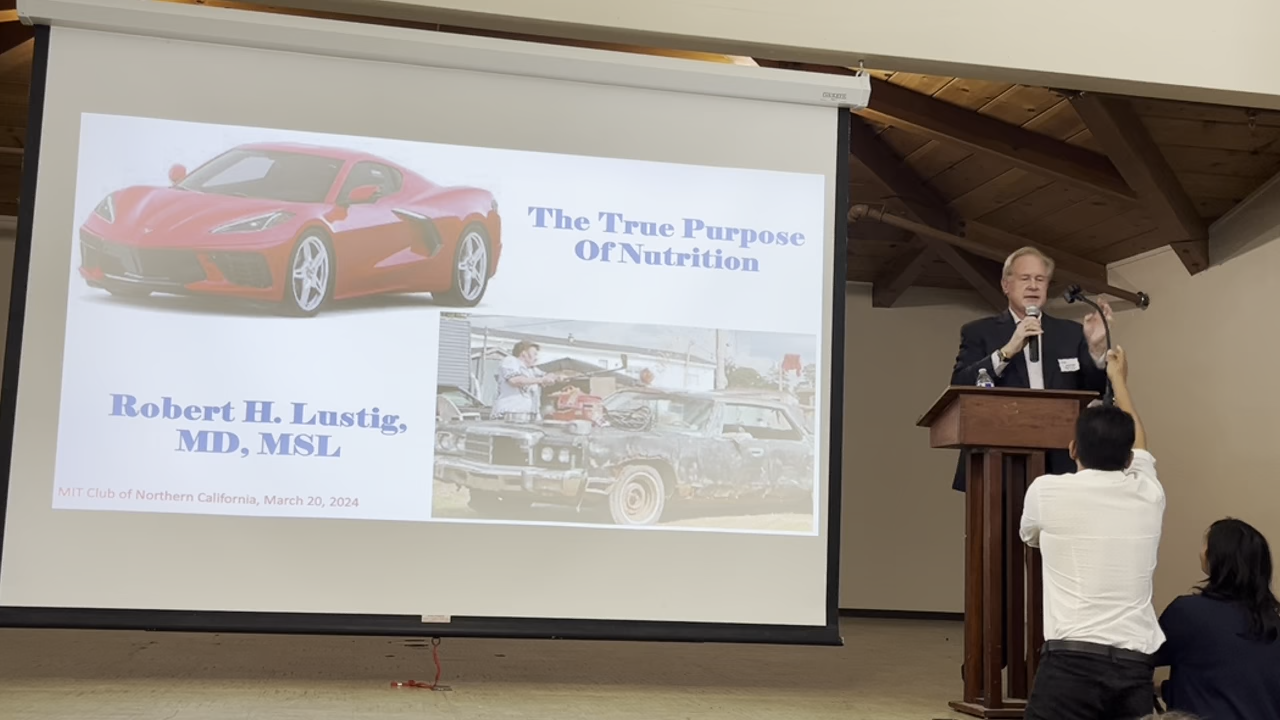 The True Purpose
Of Nutrition
Robert H. Lustig,
MD, MSL
MIT Club of Northern California, March 20, 2024